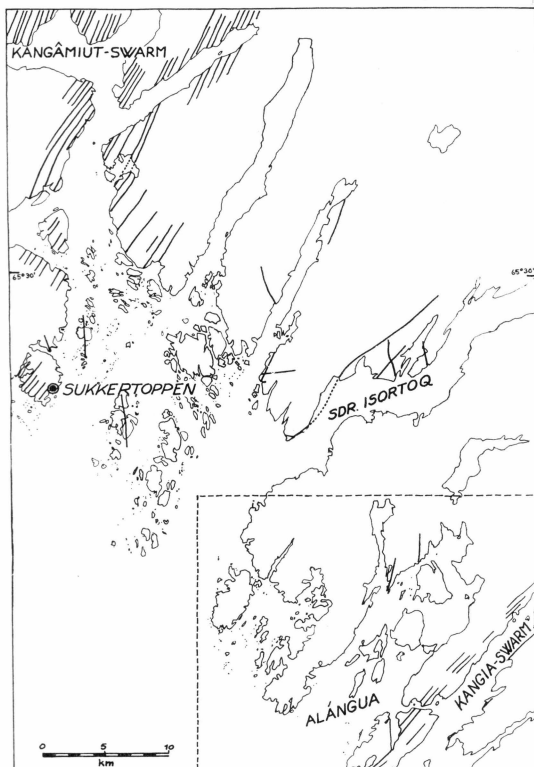 KANGÂMIUT-SWARM
65°30'
65°30'
SUKKERTOPPEN
SDR. ISORTOQ
KANGIA-SWARM
ALÁNGUA
0 5 10
km